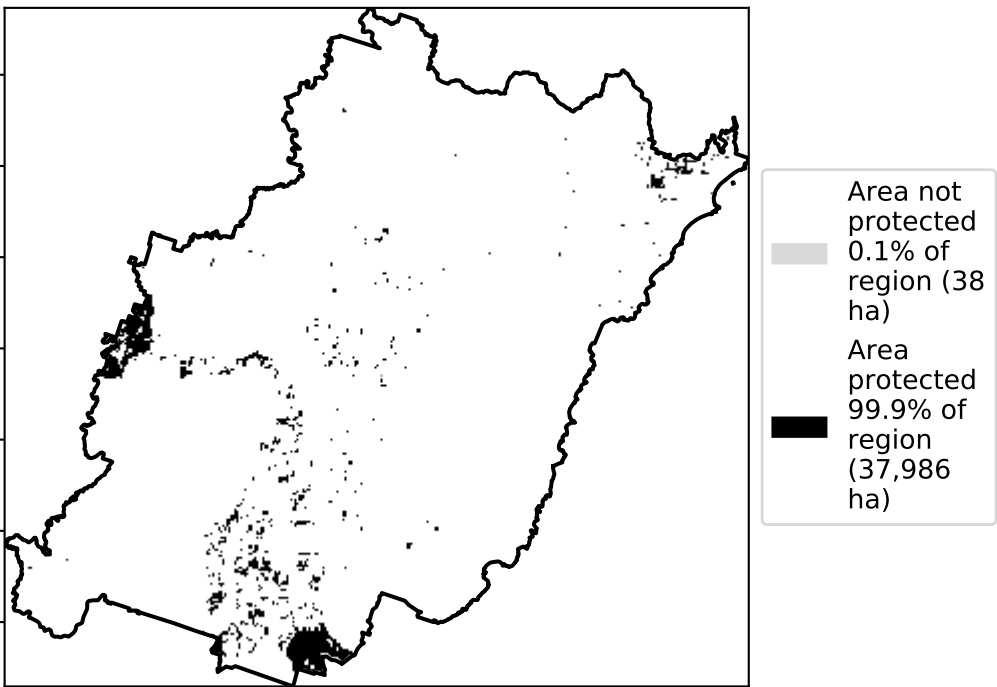 Area not
protected
0.1% of
region (38
ha)
Area
protected
99.9% of
region
(37,986
ha)